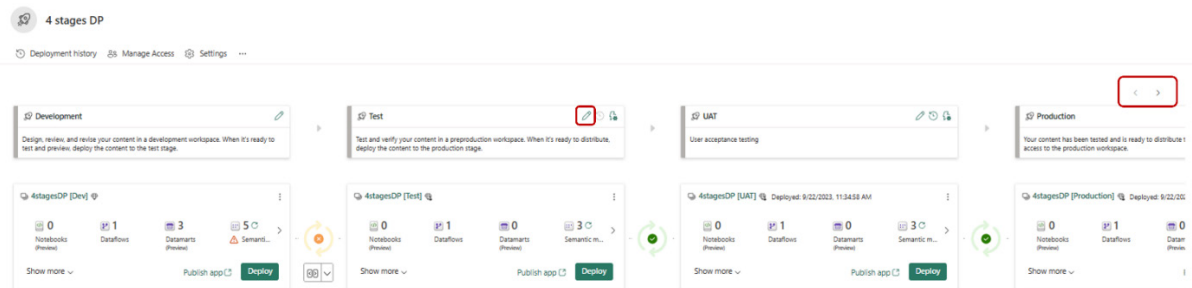 4 stages DP
Deployment history Manage Access Settings ...
Development
Design, review, and revise your content in a development workspace. When it's ready to
test and preview, deploy the content to the test stage.
Test
Test and verify your content in a preproduction workspace. When it's ready to distribute,
deploy the content to the production stage.
UAT
User acceptance testing
Production
Your content has been tested and is ready to distribute
access to the production workspace.
4stagesDP [Dev]
0 1 3 5
Notebooks Dataflows Datamarts Semanti...
(Preview) (Preview)
Show more Publish app Deploy
4stagesDP [Test]
0 1 0 3
Notebooks Dataflows Datamarts Semantic m...
(Preview) (Preview)
Show more Publish app Deploy
4stagesDP [UAT] Deployed: 9/22/2023, 11:34:58 AM
0 1 0 3
Notebooks Dataflows Datamarts Semantic m...
(Preview) (Preview)
Show more Publish app Deploy
4stagesDP [Production] Deployed: 9/22/202
0 1 0
Notebooks Dataflows Datam
(Preview) (Previe
Show more